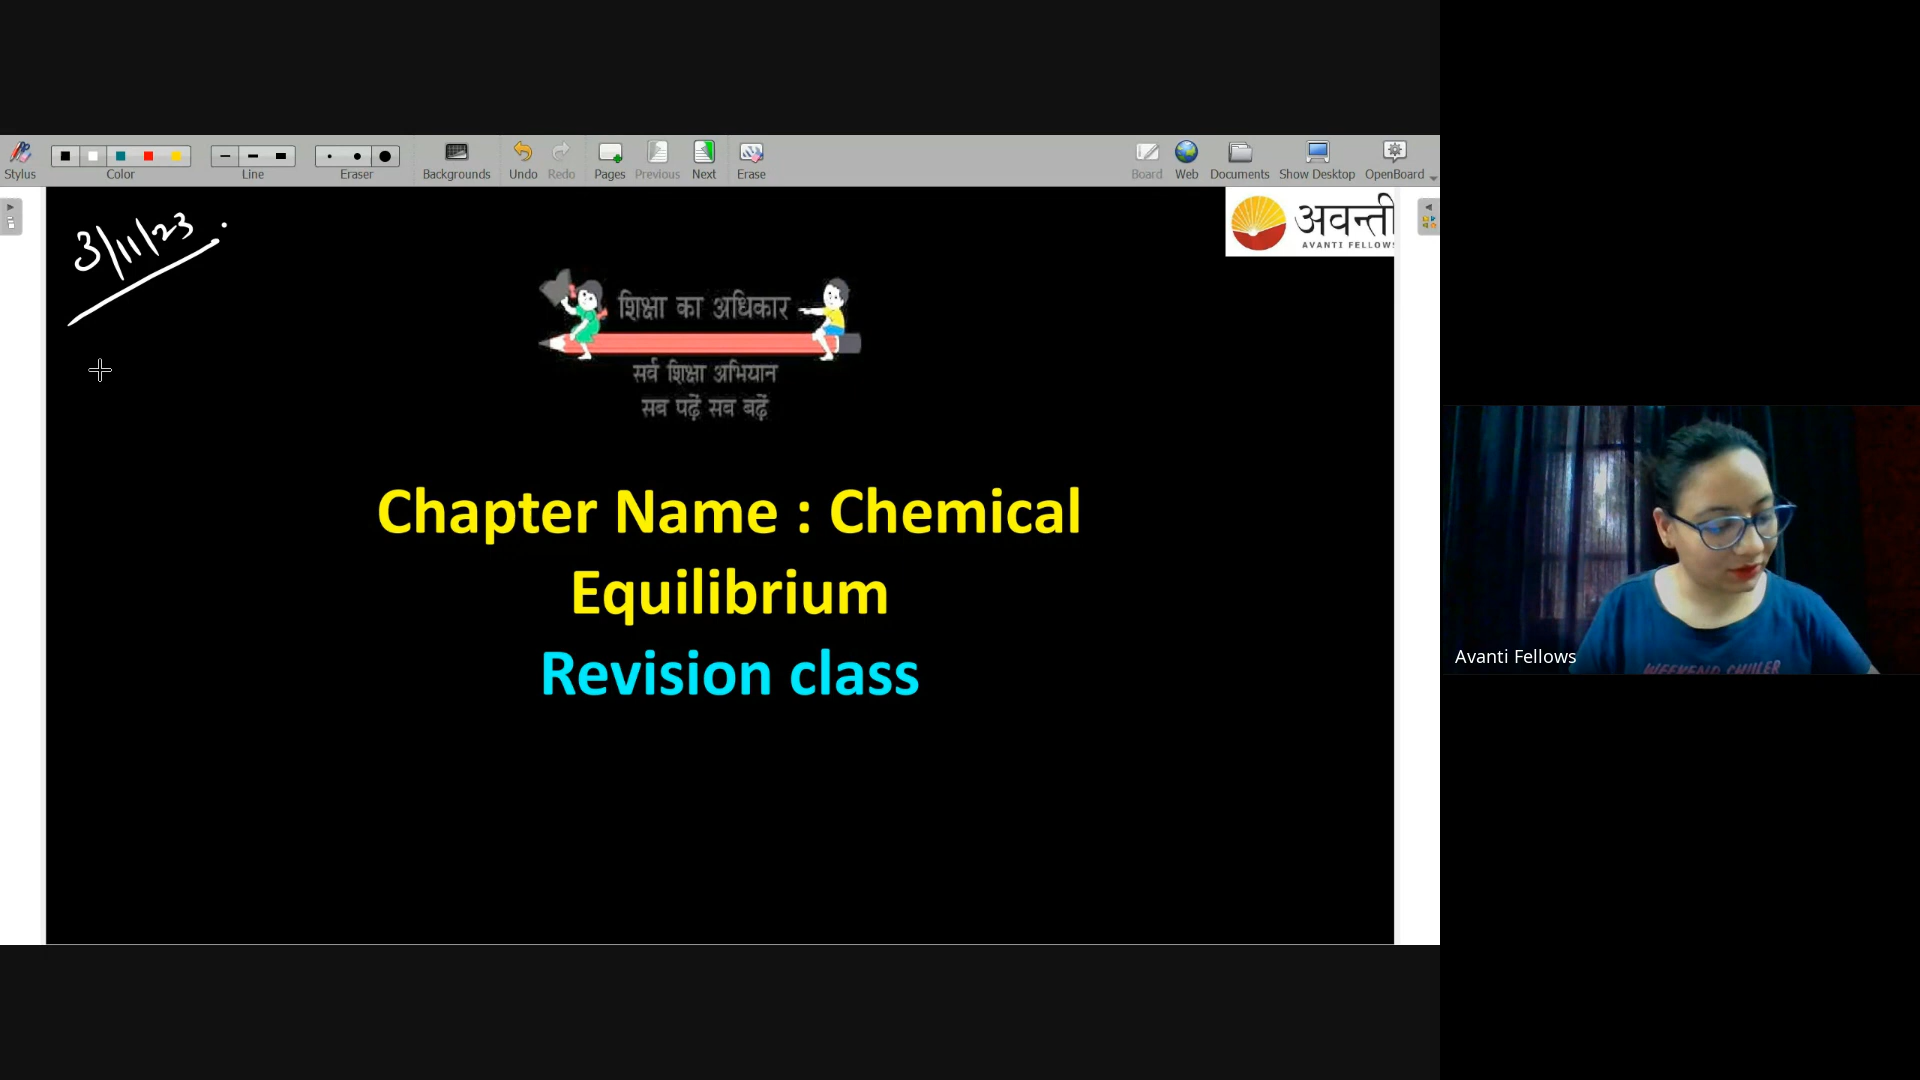 Stylus
Color
Line
Eraser
Backgrounds
Undo
Redo
Pages
Previous
Next
Erase
Board
Web
Documents
Show Desktop
OpenBoard
3/11/23.
अवन्ती
AVANTI FELLOWS
शिक्षा का अधिकार
सर्व शिक्षा अभियान
सब पढ़ें सब बढ़ें
Chapter Name : Chemical
Equilibrium
Revision class
Avanti Fellows
WEEKEND CHILLER